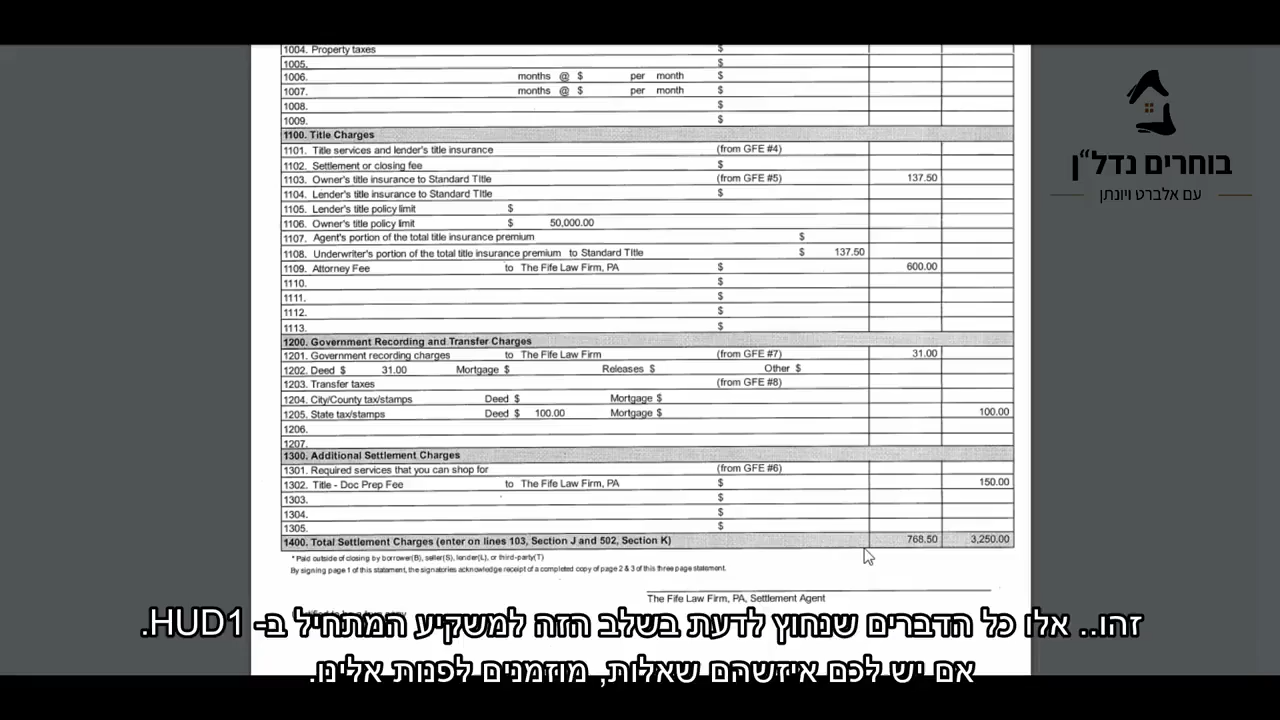 1004. Property taxes $
1005. $
1006. months @ $ per month $
1007. months @ $ per month $
1008. $
1009. $
1100. Title Charges
1101. Title services and lender's title insurance (from GFE #4)
1102. Settlement or closing fee $
1103. Owner's title insurance to Standard Title (from GFE #5) 137.50
1104. Lender's title insurance to Standard Title $
1105. Lender's title policy limit $
1106. Owner's title policy limit $ 50,000.00
1107. Agent's portion of the total title insurance premium $
1108. Underwriter's portion of the total title insurance premium to Standard Title $ 137.50
1109. Attorney Fee to The Fife Law Firm, PA $ 600.00
1110. $
1111. $
1112. $
1113. $
1200. Government Recording and Transfer Charges
1201. Government recording charges to The Fife Law Firm (from GFE #7) 31.00
1202. Deed $ 31.00 Mortgage $ Releases $ Other $
1203. Transfer taxes (from GFE #8)
1204. City/County tax/stamps Deed $ Mortgage $
1205. State tax/stamps Deed $ 100.00 Mortgage $ 100.00
1206.
1207.
1300. Additional Settlement Charges
1301. Required services that you can shop for (from GFE #6)
1302. Title - Doc Prep Fee to The Fife Law Firm, PA $ 150.00
1303. $
1304. $
1305. $
1400. Total Settlement Charges (enter on lines 103, Section J and 502, Section K) 768.50 3,250.00
* Paid outside of closing by borrower(B), seller(S), lender(L), or third-party(T)
By signing page 1 of this statement, the signatories acknowledge receipt of a completed copy of page 2 & 3 of this three page statement.
The Fife Law Firm, PA, Settlement Agent
בוחרים נדל"ן
עם אלברט ויונתן
זהו.. אלו כל הדברים שנחוץ לדעת בשלב הזה למשקיע המתחיל ב- HUD1.
אם יש לכם איזשהם שאלות, מוזמנים לפנות אלינו.